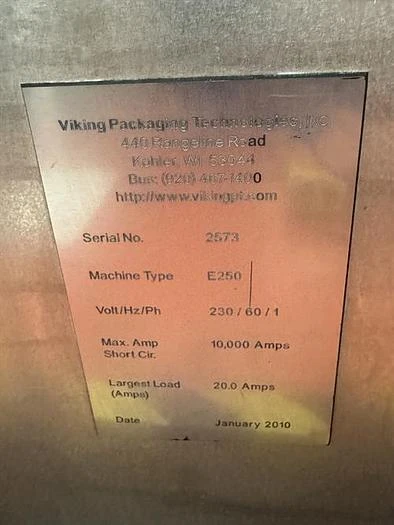 Viking Packaging Technologies, Inc
440 Rangeline Road
Kohler, WI 53044
Bus: (920) 467-1400
http://www.vikingpt.com
Serial No. 2573
Machine Type E250
Volt/Hz/Ph 230 / 60 / 1
Max. Amp 10,000 Amps
Short Cir.
Largest Load 20.0 Amps
(Amps)
Date January 2010